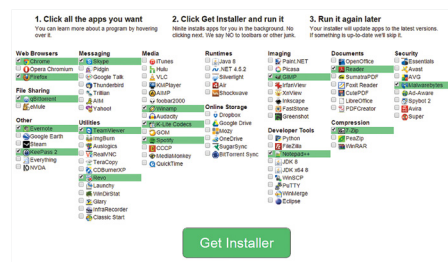 1. Click all the apps you want
You can learn more about a program by hovering
over it.
2. Click Get Installer and run it
Ninite installs apps for you in the background. No
clicking next. We say NO to toolbars or other junk.
3. Run it again later
Your installer will update apps to the latest versions.
If something is up-to-date we'll skip it.
Web Browsers
Chrome
Opera Chromium
Firefox
File Sharing
qBittorrent
eMule
Other
Evernote
Google Earth
Steam
KeePass 2
Everything
NVDA
Messaging
Skype
Pidgin
Google Talk
Thunderbird
Trillian
AIM
Yahoo!
Utilities
TeamViewer
ImgBurn
Auslogics
RealVNC
TeraCopy
CDBurnerXP
Revo
Launchy
WinDirStat
Glary
InfraRecorder
Classic Start
Media
iTunes
Hulu
VLC
KMPlayer
AIMP
foobar2000
Winamp
Audacity
K-Lite Codecs
GOM
Spotify
CCCP
MediaMonkey
QuickTime
Runtimes
Java 8
.NET 4.5.2
Silverlight
Air
Shockwave
Online Storage
Dropbox
Google Drive
Mozy
OneDrive
SugarSync
BitTorrent Sync
Imaging
Paint.NET
Picasa
GIMP
IrfanView
XnView
Inkscape
FastStone
Greenshot
Developer Tools
Python
FileZilla
Notepad++
JDK 8
JDK x64 8
WinSCP
PuTTY
WinMerge
Eclipse
Documents
OpenOffice
Reader
SumatraPDF
Foxit Reader
CutePDF
LibreOffice
PDFCreator
Compression
7-Zip
PeaZip
WinRAR
Security
Essentials
Avast
AVG
Malwarebytes
Ad-Aware
Spybot 2
Avira
Super
Get Installer